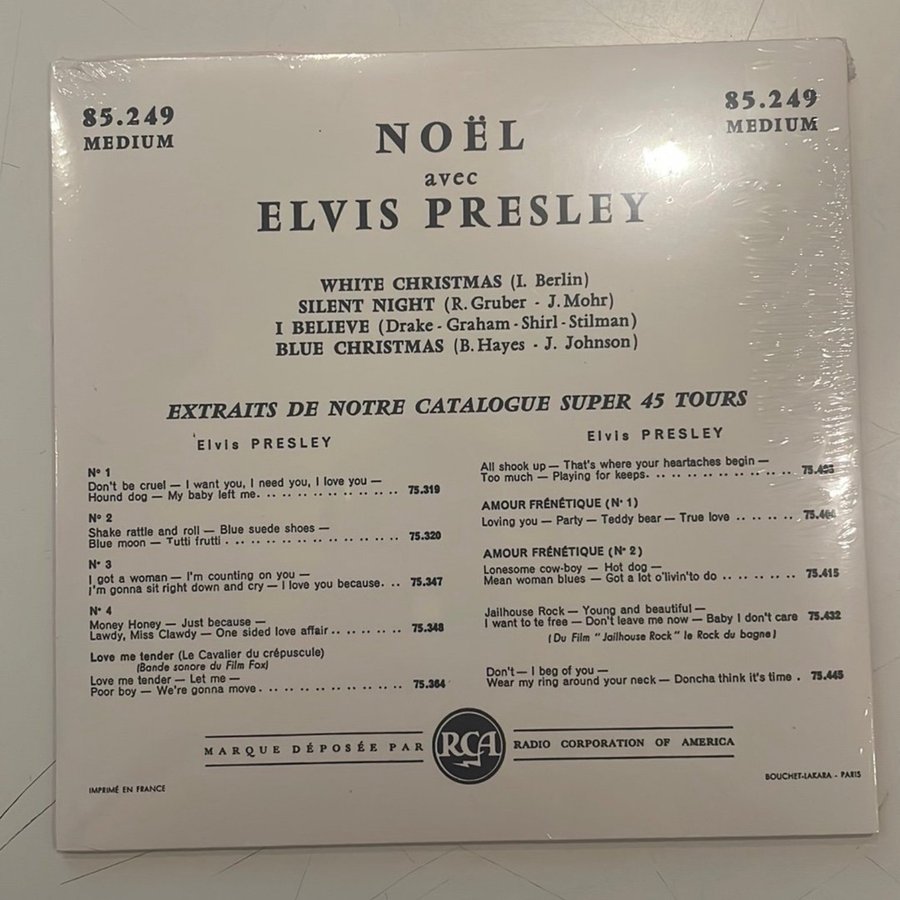 85.249
MEDIUM
85.249
MEDIUM
NOËL
avec
ELVIS PRESLEY
WHITE CHRISTMAS (I. Berlin)
SILENT NIGHT (R. Gruber - J. Mohr)
I BELIEVE (Drake - Graham - Shirl - Stilman)
BLUE CHRISTMAS (B. Hayes - J. Johnson)
EXTRAITS DE NOTRE CATALOGUE SUPER 45 TOURS
Elvis PRESLEY
N° 1
Don't be cruel — I want you, I need you, I love you —
Hound dog — My baby left me. .. .. .. .. .. .. .. .. .. 75.319
N° 2
Shake rattle and roll — Blue suede shoes —
Blue moon — Tutti frutti . .. .. .. .. .. .. .. .. .. .. 75.320
N° 3
I got a woman — I'm counting on you —
I'm gonna sit right down and cry — I love you because. .. 75.347
N° 4
Money Honey — Just because —
Lawdy, Miss Clawdy — One sided love affair .. .. .. .. .. 75.348
Love me tender (Le Cavalier du crépuscule)
(Bande sonore du Film Fox)
Love me tender — Let me —
Poor boy — We're gonna move . .. .. .. .. .. .. .. .. .. 75.364
Elvis PRESLEY
All shook up — That's where your heartaches begin —
Too much — Playing for keeps. .. .. .. .. .. .. .. .. ..
AMOUR FRÉNÉTIQUE (N° 1)
Loving you — Party — Teddy bear — True love .. .. .. ..
AMOUR FRÉNÉTIQUE (N° 2)
Lonesome cow-boy — Hot dog —
Mean woman blues — Got a lot o'livin'to do .. .. .. .. .. 75.415
Jailhouse Rock — Young and beautiful —
I want to te free — Don't leave me now — Baby I don't care 75.432
(Du Film "Jailhouse Rock" le Rock du bagne)
Don't — I beg of you —
Wear my ring around your neck — Doncha think it's time . 75.445
MARQUE DÉPOSÉE PAR RCA RADIO CORPORATION OF AMERICA
IMPRIMÉ EN FRANCE
BOUCHET-LAKARA - PARIS